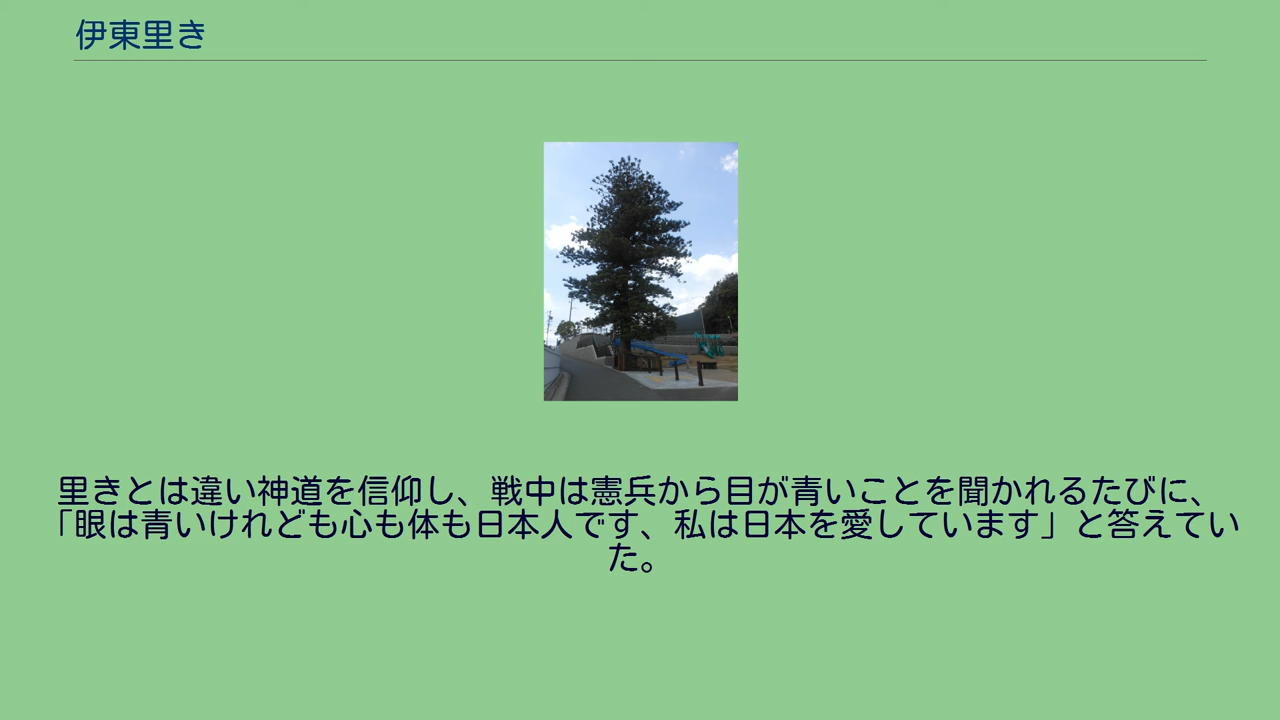 伊東里き
里きとは違い神道を信仰し、戦中は憲兵から目が青いことを聞かれるたびに、
「眼は青いけれども心も体も日本人です、私は日本を愛しています」と答えてい
た。